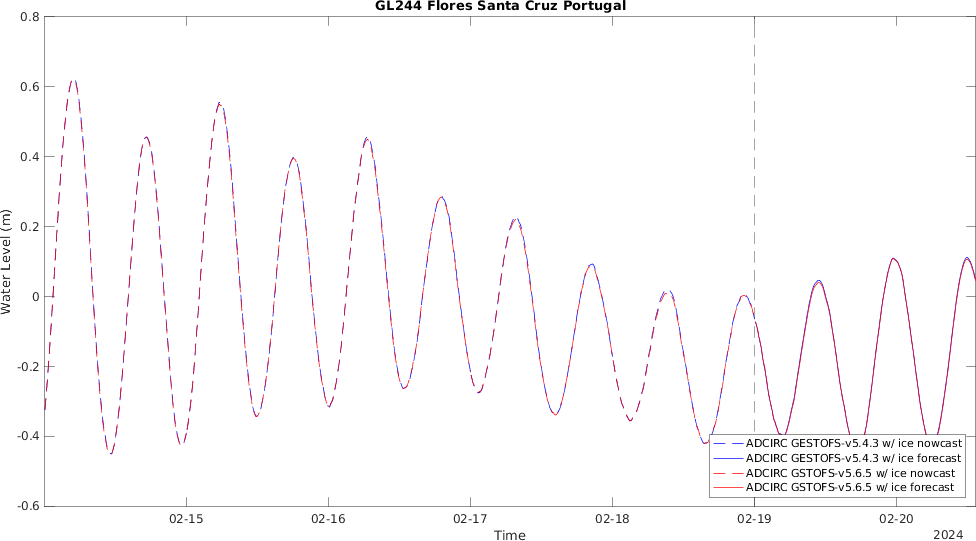 GL244 Flores Santa Cruz Portugal
0.8
0.6
0.4
0.2
0
-0.2
-0.4
-0.6
Water Level (m)
ADCIRC GESTOFS-v5.4.3 w/ ice nowcast
ADCIRC GESTOFS-v5.4.3 w/ ice forecast
ADCIRC GSTOFS-v5.6.5 w/ ice nowcast
ADCIRC GSTOFS-v5.6.5 w/ ice forecast
02-15 02-16 02-17 02-18 02-19 02-20
Time
2024